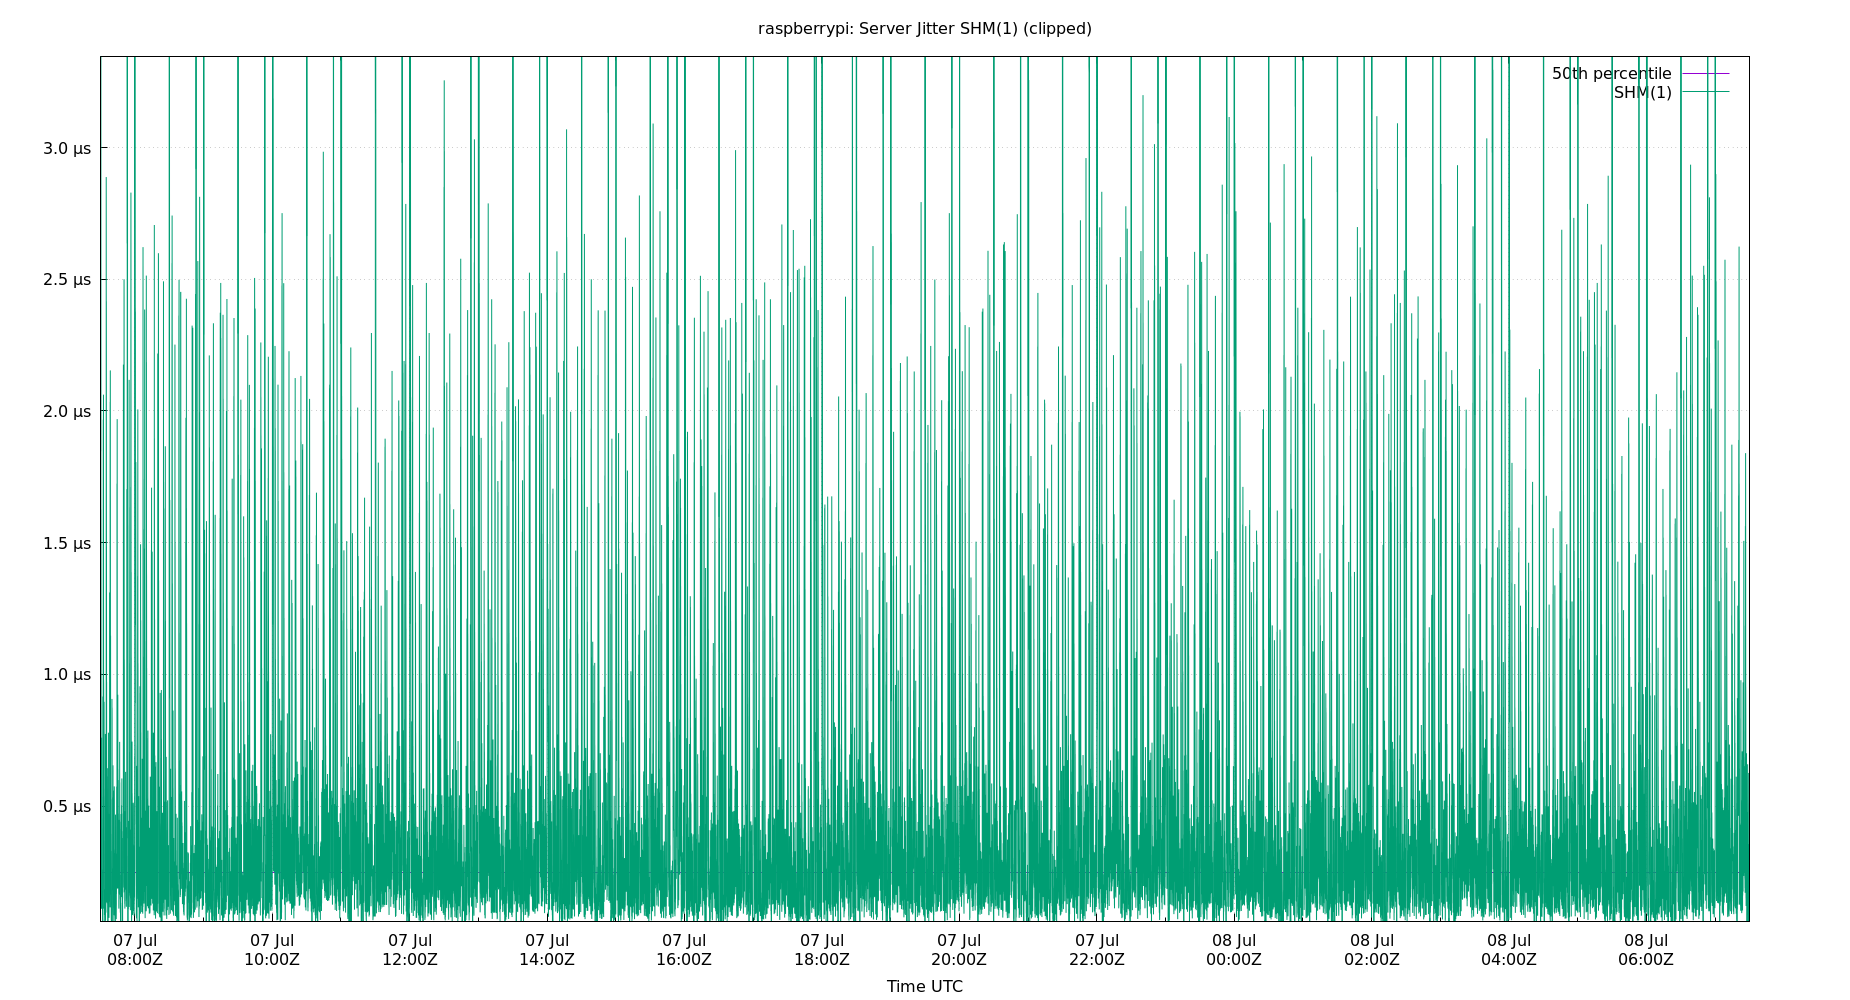 raspberrypi: Server Jitter SHM(1) (clipped)
50th percentile
SHM(1)
3.0 µs
2.5 µs
2.0 µs
1.5 µs
1.0 µs
0.5 µs
07 Jul 07 Jul 07 Jul 07 Jul 07 Jul 07 Jul 07 Jul 07 Jul 08 Jul 08 Jul 08 Jul 08 Jul
08:00Z 10:00Z 12:00Z 14:00Z 16:00Z 18:00Z 20:00Z 22:00Z 00:00Z 02:00Z 04:00Z 06:00Z
Time UTC